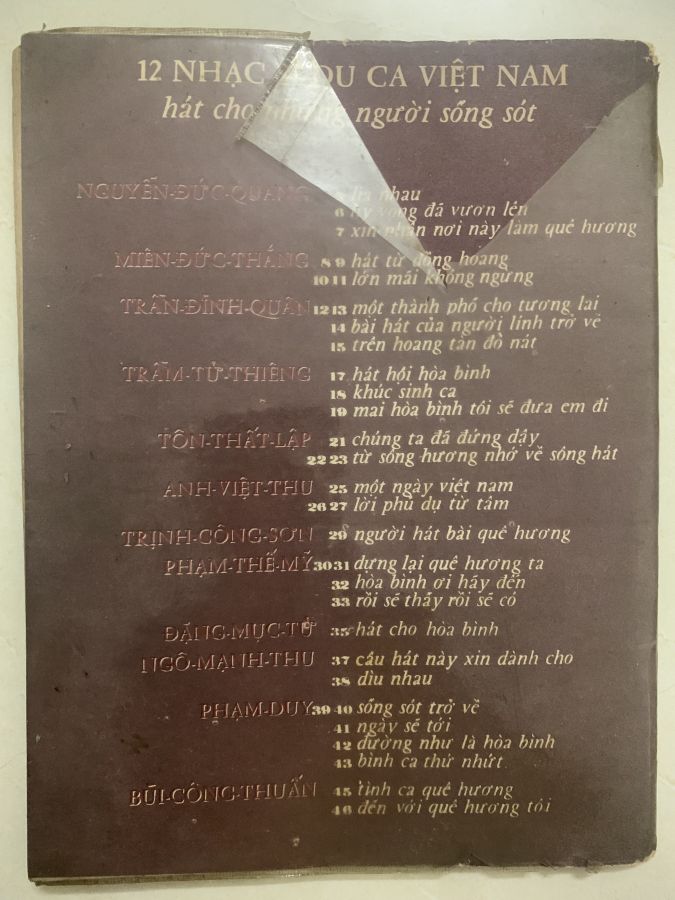 12 NHẠC DU CA VIỆT NAM
hát cho những người sống sót
NGUYỄN-ĐỨC-QUANG
5 lìa nhau
6 hy vọng đã vươn lên
7 xin nhận nơi này làm quê hương
MIÊN-ĐỨC-THẮNG 8 9 hát từ đồng hoang
10 11 lớn mãi không ngừng
TRẦN-ĐÌNH-QUÂN 12 13 một thành phố cho tương lai
14 bài hát của người lính trở về
15 trên hoang tàn đổ nát
TRẦM-TỬ-THIÊNG 17 hát hội hòa bình
18 khúc sinh ca
19 mai hòa bình tôi sẽ đưa em đi
TÔN-THẤT-LẬP 21 chúng ta đã đứng dậy
22 23 từ sông hương nhớ về sông hát
ANH-VIỆT-THU 25 một ngày việt nam
26 27 lời phù dụ từ tâm
TRỊNH-CÔNG-SƠN 29 người hát bài quê hương
PHẠM-THẾ-MỸ 30 31 dựng lại quê hương ta
32 hòa bình ơi hãy đến
33 rồi sẽ thấy rồi sẽ có
ĐẶNG-MỤC-TỬ 35 hát cho hòa bình
NGÔ-MẠNH-THU 37 câu hát này xin dành cho
38 dìu nhau
PHẠM-DUY 39 40 sống sót trở về
41 ngày sẽ tới
42 dường như là hòa bình
43 bình ca thứ nhứt
BÙI-CÔNG-THUẤN 45 tình ca quê hương
46 đến với quê hương tôi